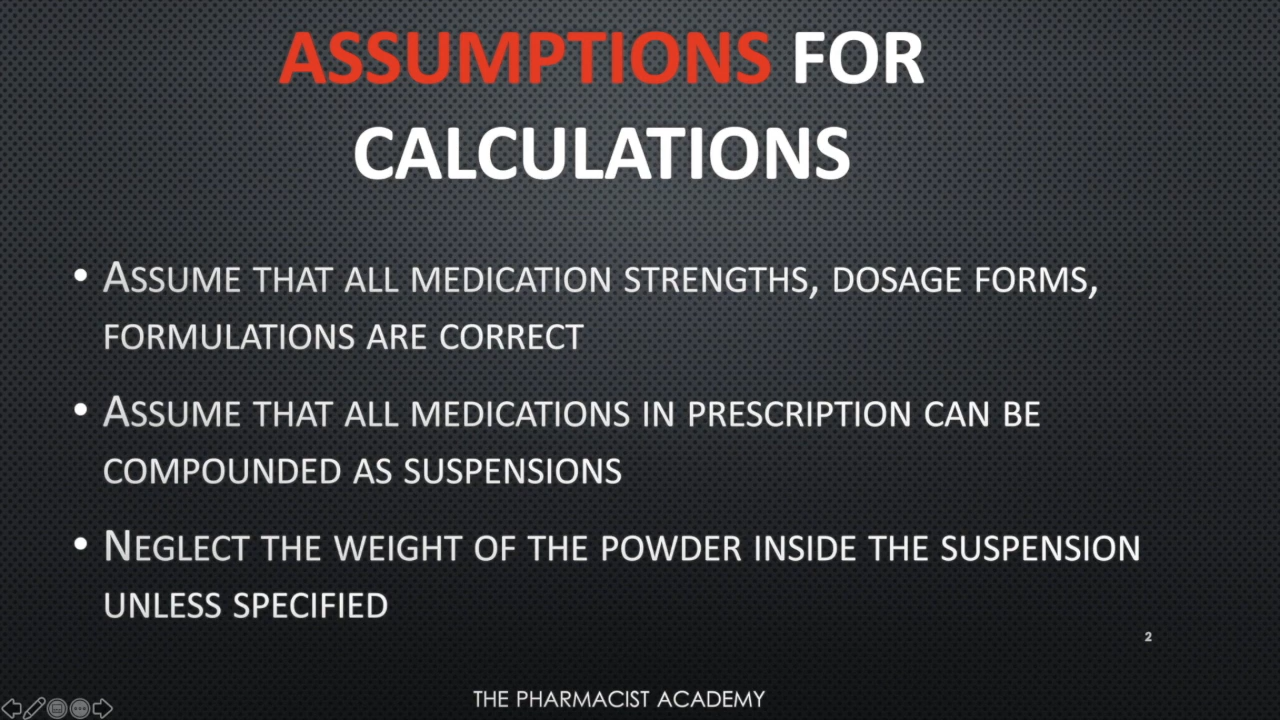 ASSUMPTIONS FOR
CALCULATIONS
• ASSUME THAT ALL MEDICATION STRENGTHS, DOSAGE FORMS,
FORMULATIONS ARE CORRECT
• ASSUME THAT ALL MEDICATIONS IN PRESCRIPTION CAN BE
COMPOUNDED AS SUSPENSIONS
• NEGLECT THE WEIGHT OF THE POWDER INSIDE THE SUSPENSION
UNLESS SPECIFIED
2
THE PHARMACIST ACADEMY